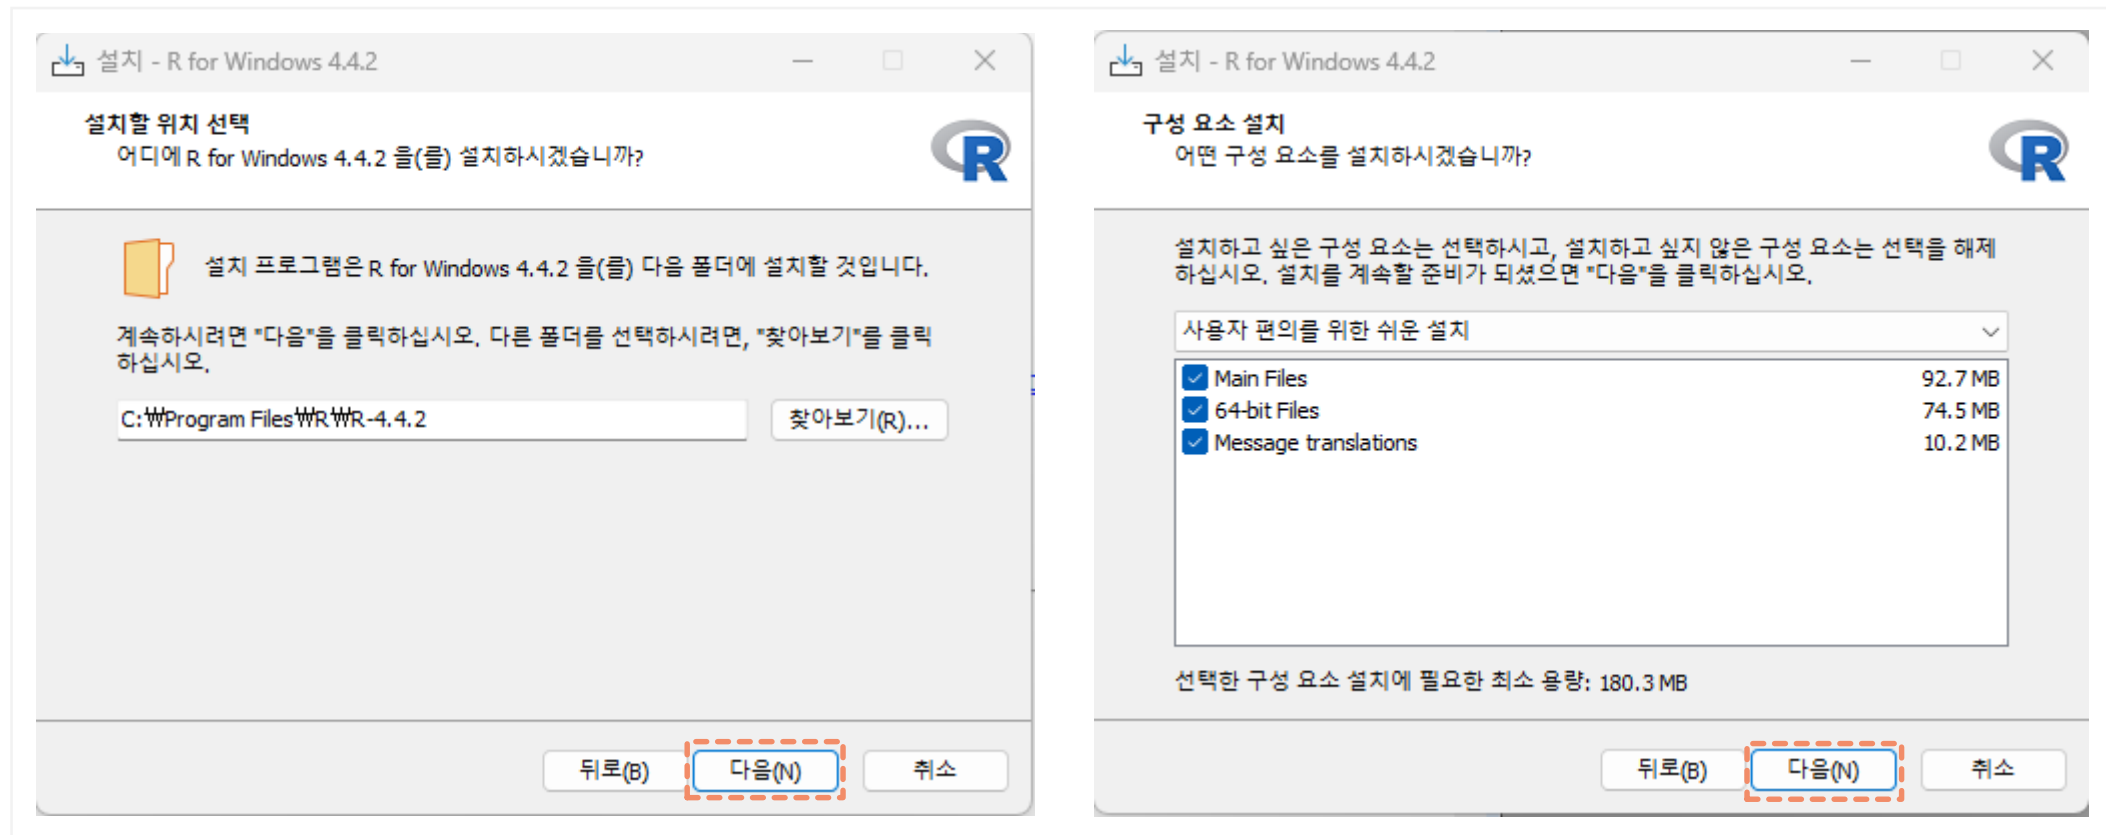 설치 - R for Windows 4.4.2
설치할 위치 선택
어디에 R for Windows 4.4.2 을(를) 설치하시겠습니까?
R
설치 프로그램은 R for Windows 4.4.2 을(를) 다음 폴더에 설치할 것입니다.
계속하시려면 "다음"을 클릭하십시오. 다른 폴더를 선택하시려면, "찾아보기"를 클릭
하십시오.
C:₩Program Files₩R₩R-4.4.2
찾아보기(R)...
뒤로(B) 다음(N) 취소
설치 - R for Windows 4.4.2
구성 요소 설치
어떤 구성 요소를 설치하시겠습니까?
R
설치하고 싶은 구성 요소는 선택하시고, 설치하고 싶지 않은 구성 요소는 선택을 해제
하십시오. 설치를 계속할 준비가 되셨으면 "다음"을 클릭하십시오.
사용자 편의를 위한 쉬운 설치
Main Files 92.7 MB
64-bit Files 74.5 MB
Message translations 10.2 MB
선택한 구성 요소 설치에 필요한 최소 용량: 180.3 MB
뒤로(B) 다음(N) 취소